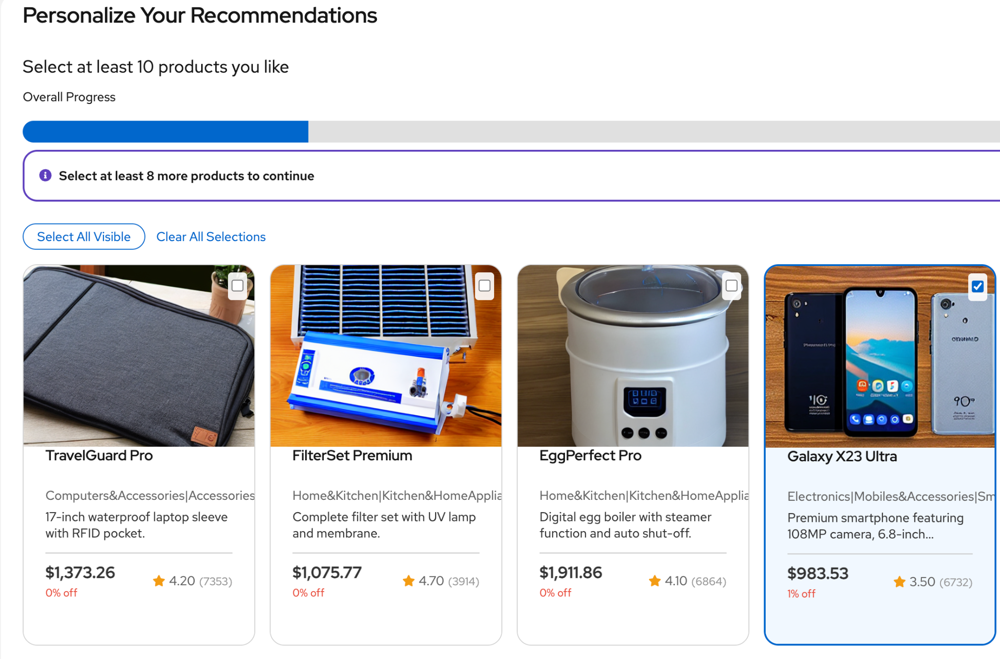 Personalize Your Recommendations
Select at least 10 products you like
Overall Progress
Select at least 8 more products to continue
Select All Visible
Clear All Selections
TravelGuard Pro
Computers&Accessories|Accessories
17-inch waterproof laptop sleeve
with RFID pocket.
$1,373.26
4.20 (7353)
0% off
FilterSet Premium
Home&Kitchen|Kitchen&HomeApplia
Complete filter set with UV lamp
and membrane.
$1,075.77
4.70 (3914)
0% off
EggPerfect Pro
Home&Kitchen|Kitchen&HomeApplia
Digital egg boiler with steamer
function and auto shut-off.
$1,911.86
4.10 (6864)
0% off
Galaxy X23 Ultra
Electronics|Mobiles&Accessories|Sm
Premium smartphone featuring
108MP camera, 6.8-inch...
$983.53
3.50 (6732)
1% off